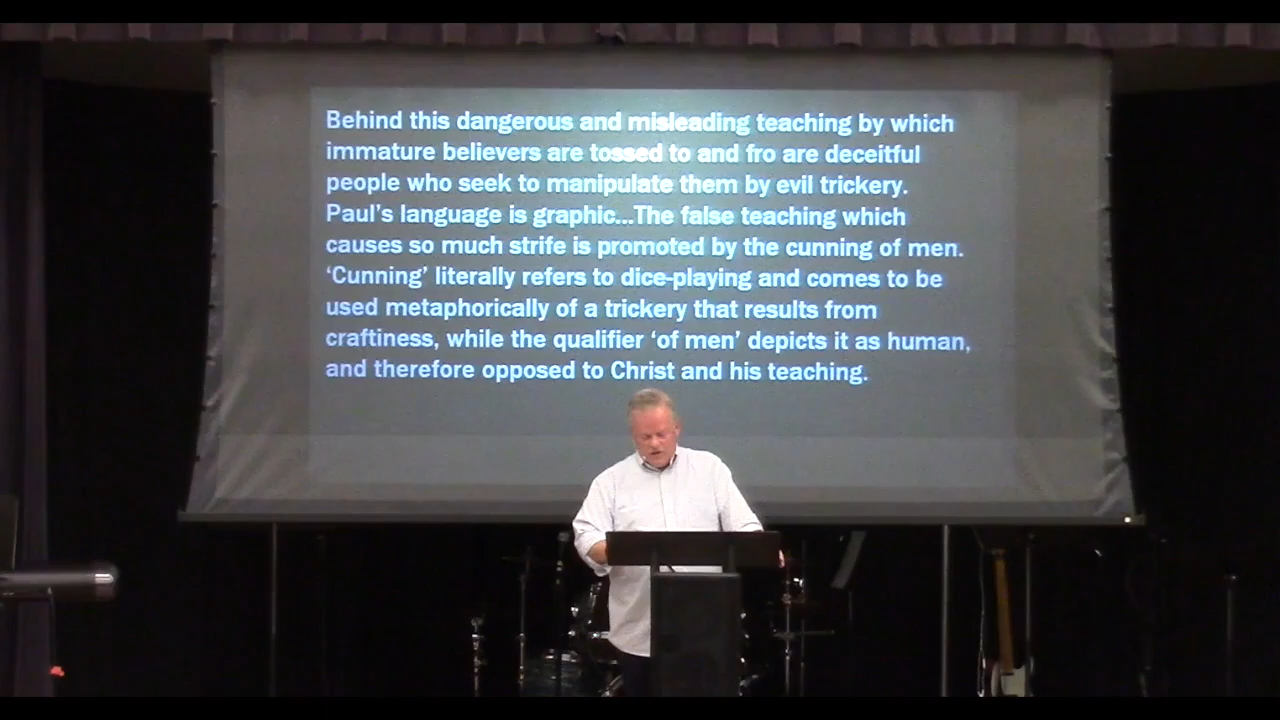 Behind this dangerous and misleading teaching by which
immature believers are tossed to and fro are deceitful
people who seek to manipulate them by evil trickery.
Paul’s language is graphic...The false teaching which
causes so much strife is promoted by the cunning of men.
‘Cunning’ literally refers to dice-playing and comes to be
used metaphorically of a trickery that results from
craftiness, while the qualifier ‘of men’ depicts it as human,
and therefore opposed to Christ and his teaching.